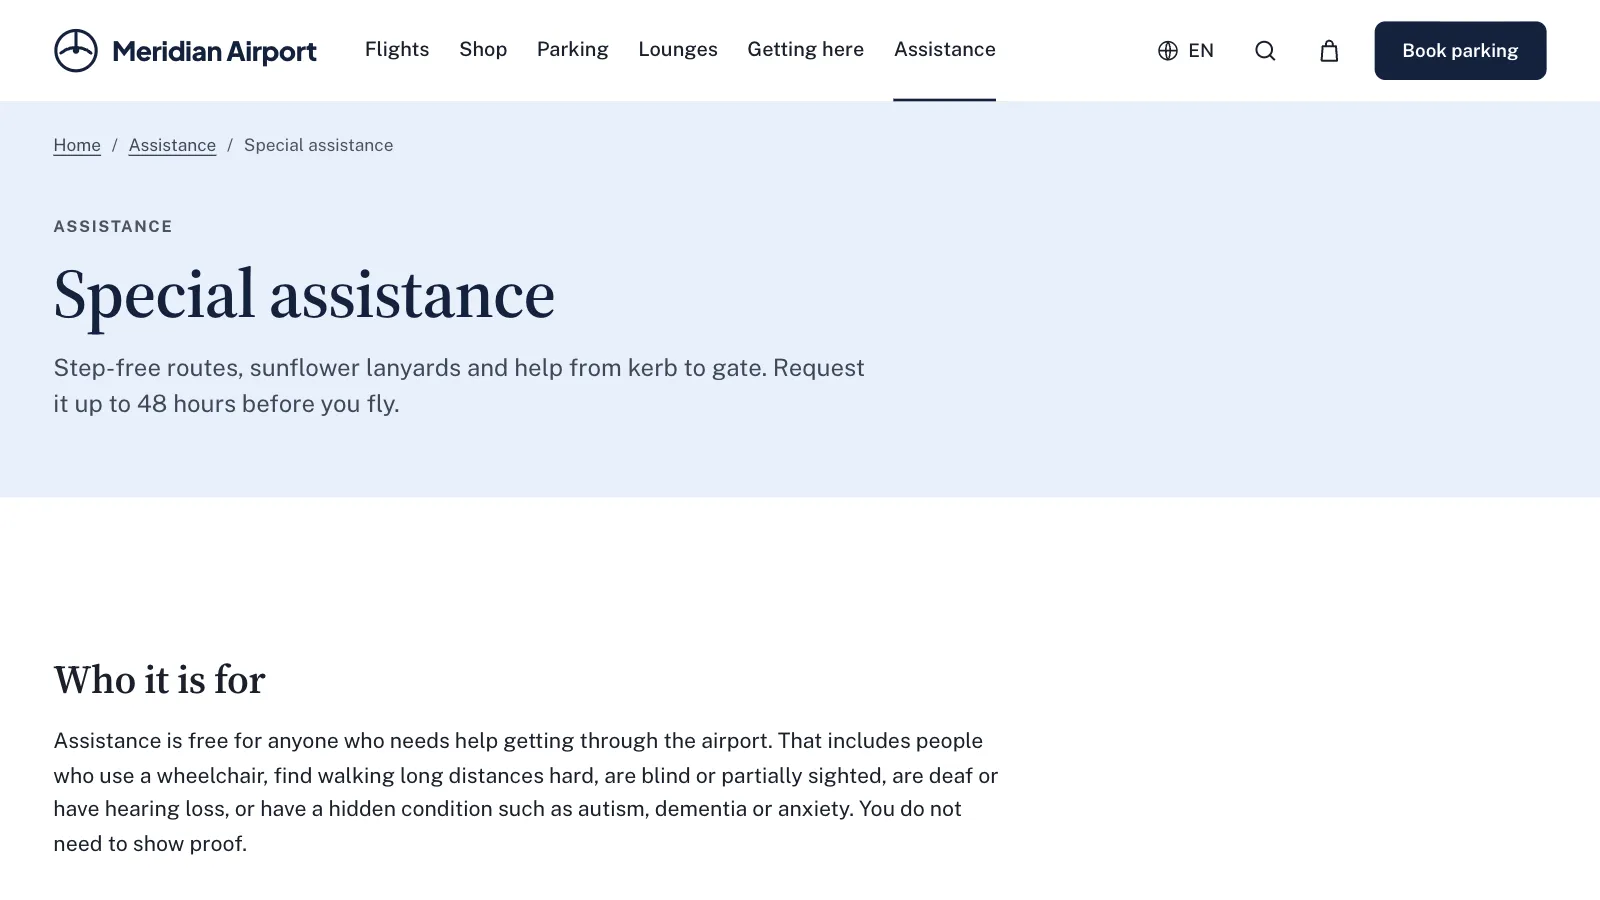 Meridian Airport
Flights
Shop
Parking
Lounges
Getting here
Assistance
EN
Book parking
Home / Assistance / Special assistance
ASSISTANCE
Special assistance
Step-free routes, sunflower lanyards and help from kerb to gate. Request
it up to 48 hours before you fly.
Who it is for
Assistance is free for anyone who needs help getting through the airport. That includes people
who use a wheelchair, find walking long distances hard, are blind or partially sighted, are deaf or
have hearing loss, or have a hidden condition such as autism, dementia or anxiety. You do not
need to show proof.